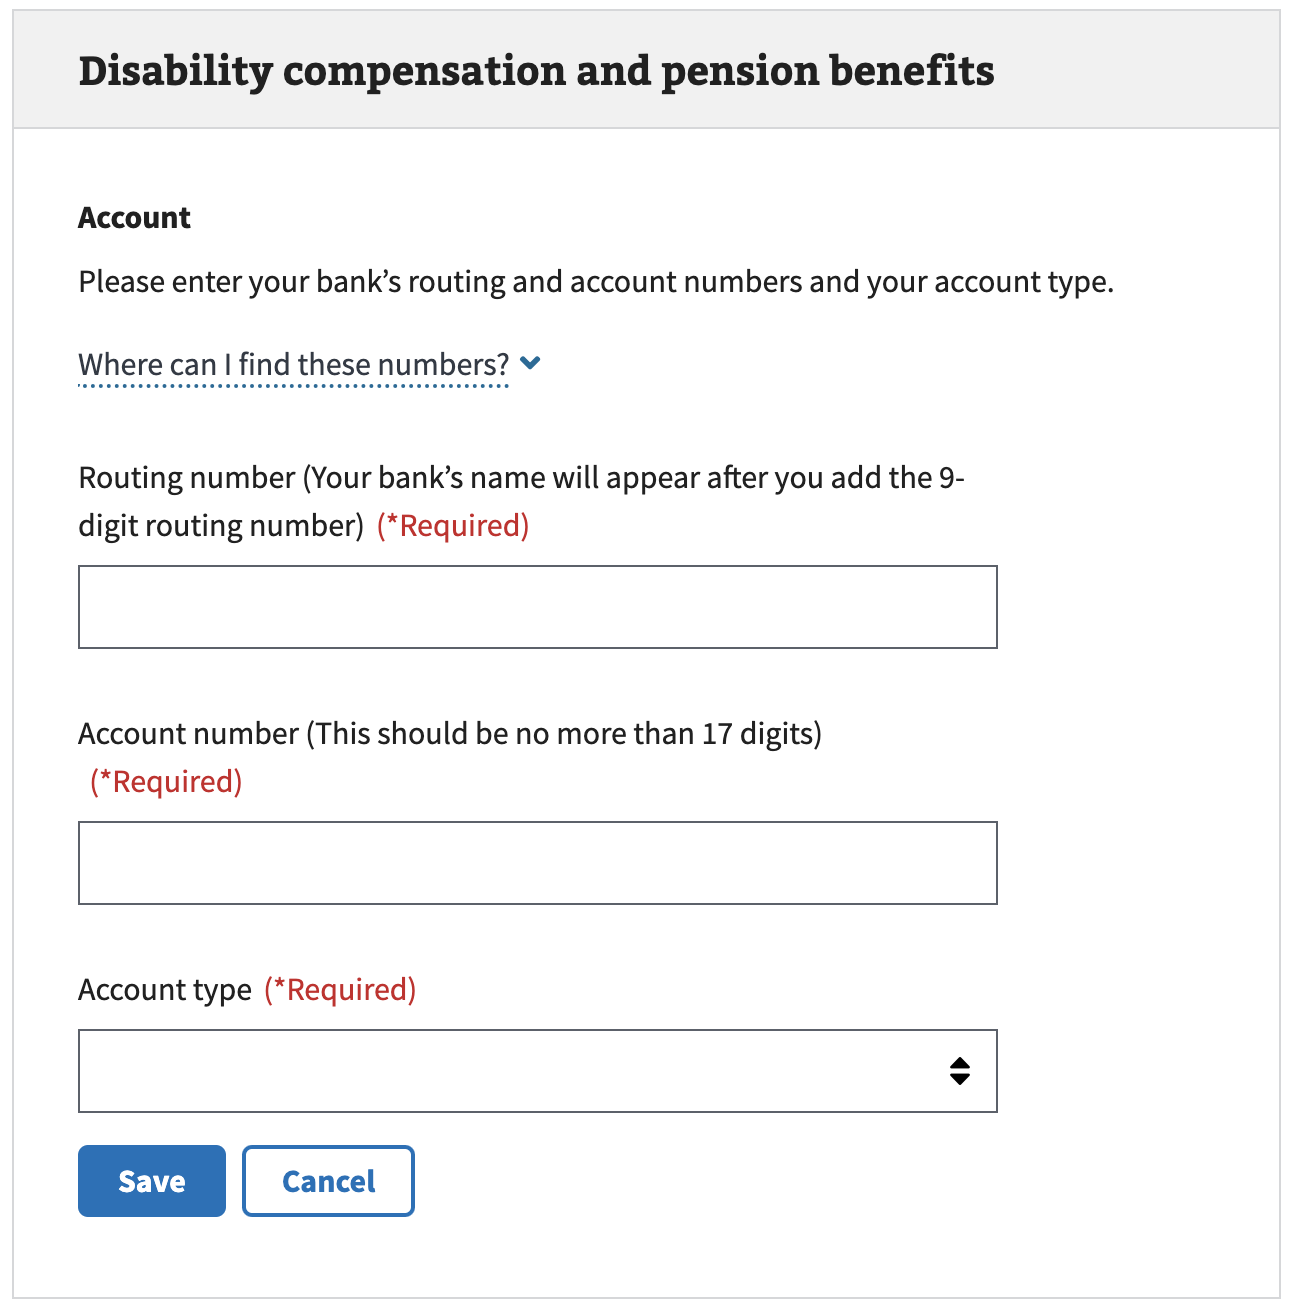 Disability compensation and pension benefits
Account
Please enter your bank’s routing and account numbers and your account type.
Where can I find these numbers?
Routing number (Your bank’s name will appear after you add the 9-
digit routing number) (*Required)
Account number (This should be no more than 17 digits)
(*Required)
Account type (*Required)
Save Cancel